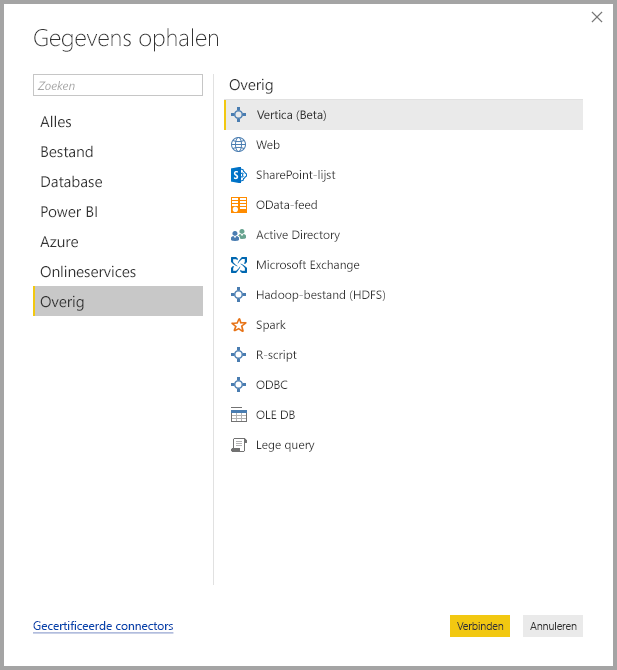 Gegevens ophalen
Zoeken
Alles
Bestand
Database
Power BI
Azure
Onlineservices
Overig
Overig
Vertica (Beta)
Web
SharePoint-lijst
OData-feed
Active Directory
Microsoft Exchange
Hadoop-bestand (HDFS)
Spark
R-script
ODBC
OLE DB
Lege query
Gecertificeerde connectors
Verbinden
Annuleren